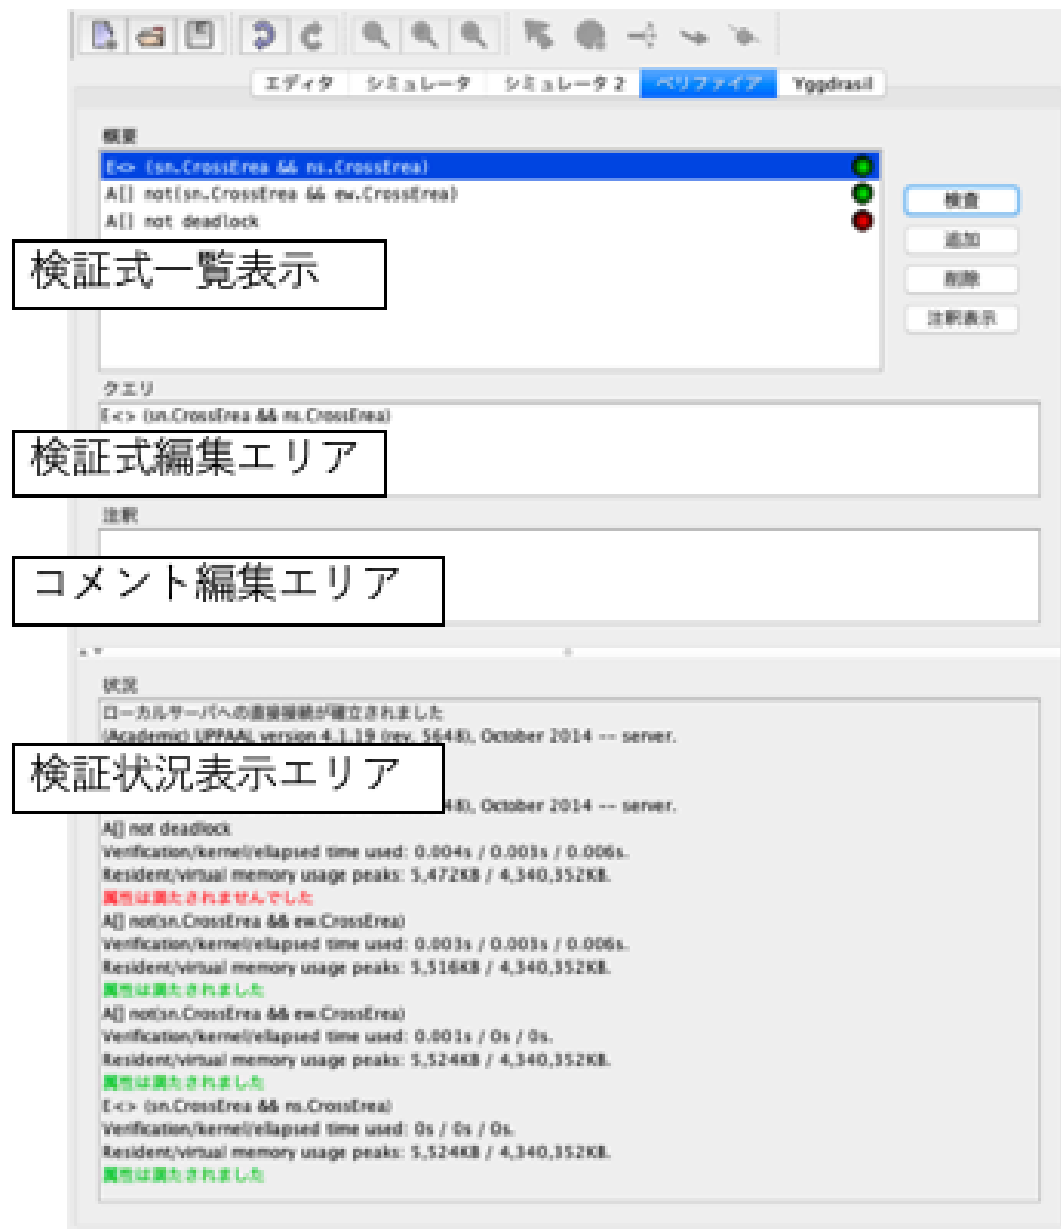 エディタ シミュレータ シミュレータ 2 ベリファイア Yggdrasil
概要
E<> (sn.CrossErea && ns.CrossErea)
A[] not(sn.CrossErea && ew.CrossErea)
A[] not deadlock
検査
追加
削除
注釈表示
検証式一覧表示
クエリ
E<> (sn.CrossErea && ns.CrossErea)
検証式編集エリア
注釈
コメント編集エリア
状況
ローカルサーバへの直接接続が確立されました
(Academic) UPPAAL version 4.1.19 (rev. 5648), October 2014 -- server.
検証状況表示エリア
48), October 2014 -- server.
A[] not deadlock
Verification/kernel/ellapsed time used: 0.004s / 0.003s / 0.006s.
Resident/virtual memory usage peaks: 5,472KB / 4,340,352KB.
属性は満たされませんでした
A[] not(sn.CrossErea && ew.CrossErea)
Verification/kernel/ellapsed time used: 0.003s / 0.003s / 0.006s.
Resident/virtual memory usage peaks: 5,516KB / 4,340,352KB.
属性は満たされました
A[] not(sn.CrossErea && ew.CrossErea)
Verification/kernel/ellapsed time used: 0.001s / 0s / 0s.
Resident/virtual memory usage peaks: 5,524KB / 4,340,352KB.
属性は満たされました
E<> (sn.CrossErea && ns.CrossErea)
Verification/kernel/ellapsed time used: 0s / 0s / 0s.
Resident/virtual memory usage peaks: 5,524KB / 4,340,352KB.
属性は満たされました